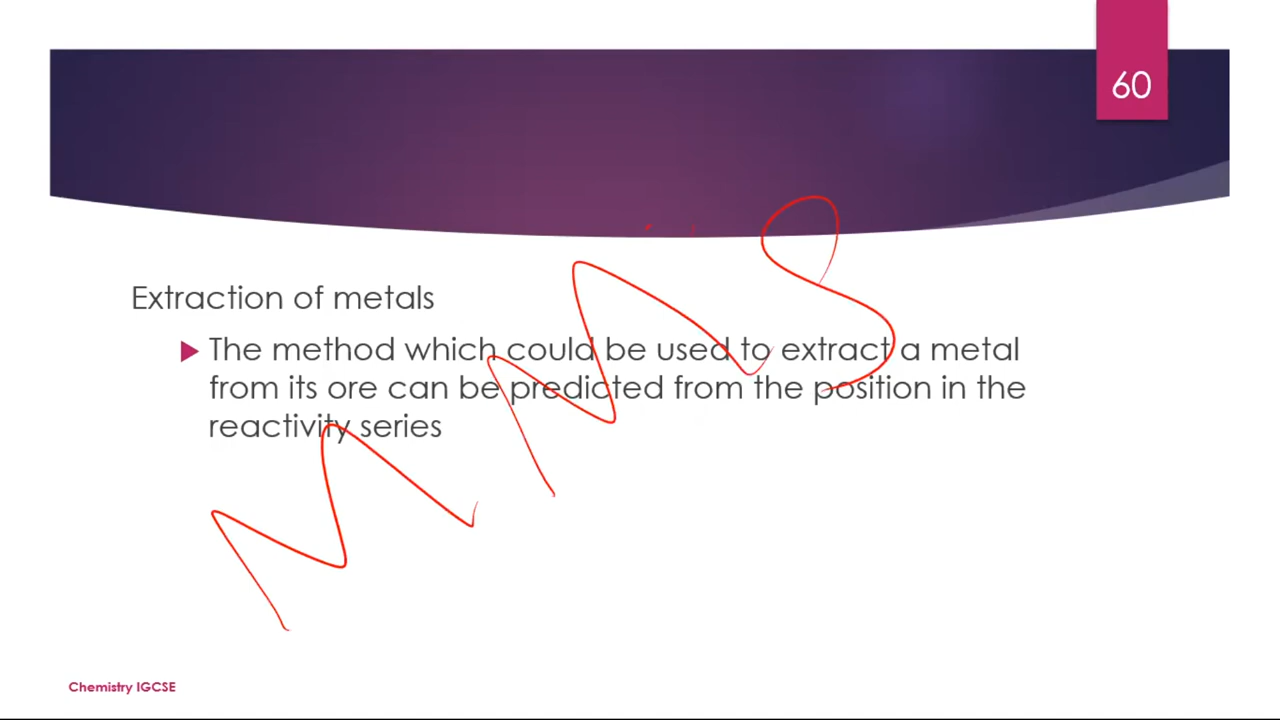 60
Extraction of metals
The method which could be used to extract a metal
from its ore can be predicted from the position in the
reactivity series
MMS
Chemistry IGCSE